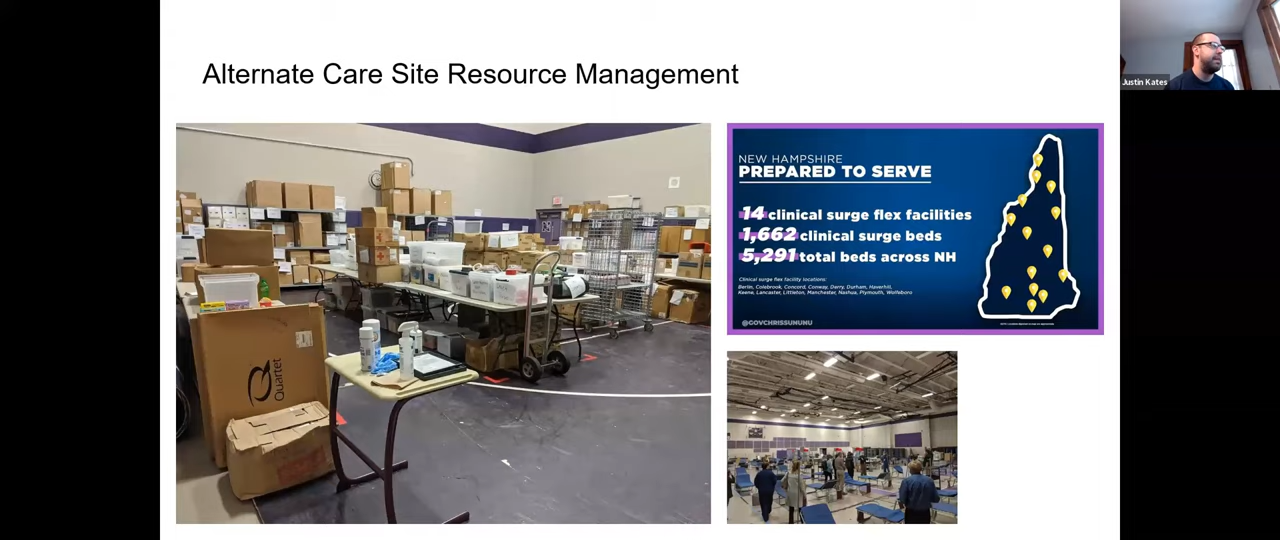 Alternate Care Site Resource Management
Justin Kates
Quartet
NEW HAMPSHIRE
PREPARED TO SERVE
14 clinical surge flex facilities
1,662 clinical surge beds
5,291 total beds across NH
Clinical surge flex facility locations:
Berlin, Colebrook, Concord, Conway, Derry, Durham, Haverhill,
Keene, Lancaster, Littleton, Manchester, Nashua, Plymouth, Wolfeboro
@GOVCHRISSUNUNU